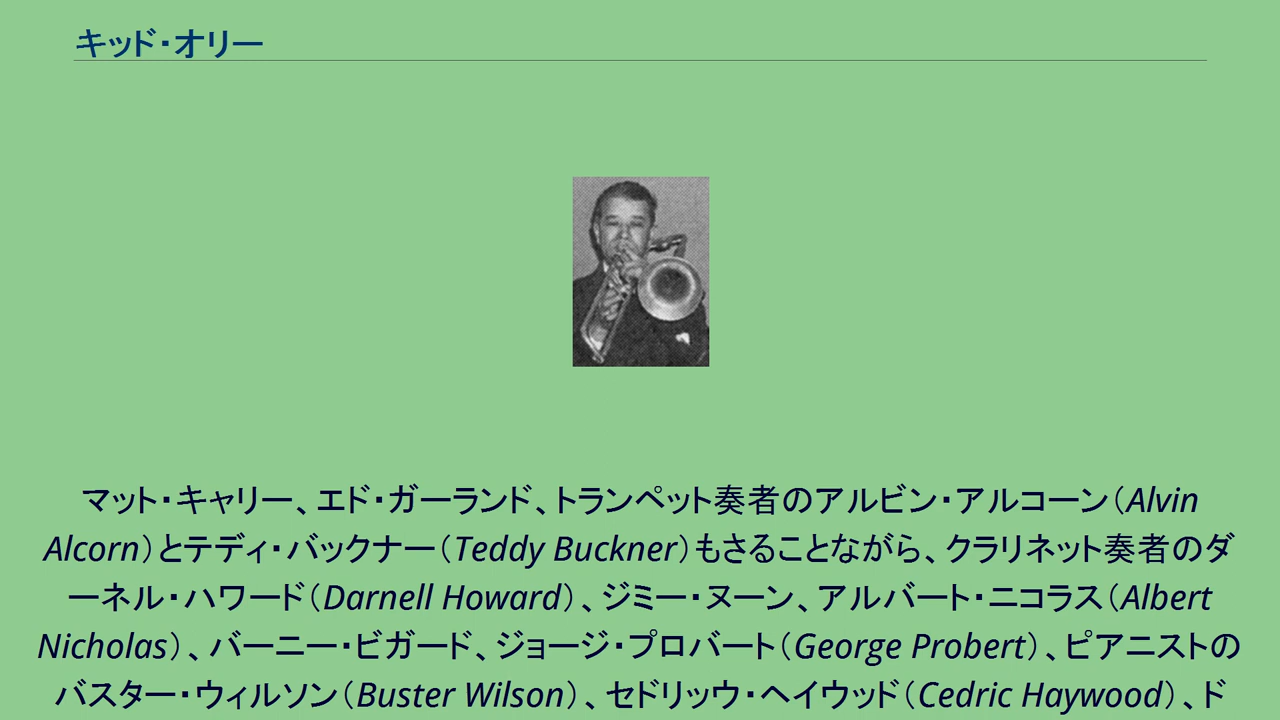 キッド・オリー
マット・キャリー、エド・ガーランド、トランペット奏者のアルビン・アルコーン（Alvin
Alcorn）とテディ・バックナー（Teddy Buckner）もさることながら、クラリネット奏者のダ
ーネル・ハワード（Darnell Howard）、ジミー・ヌーン、アルバート・ニコラス（Albert
Nicholas）、バーニー・ビガード、ジョージ・プロバート（George Probert）、ピアニストの
バスター・ウィルソン（Buster Wilson）、セドリッウ・ヘイウッド（Cedric Haywood）、ド